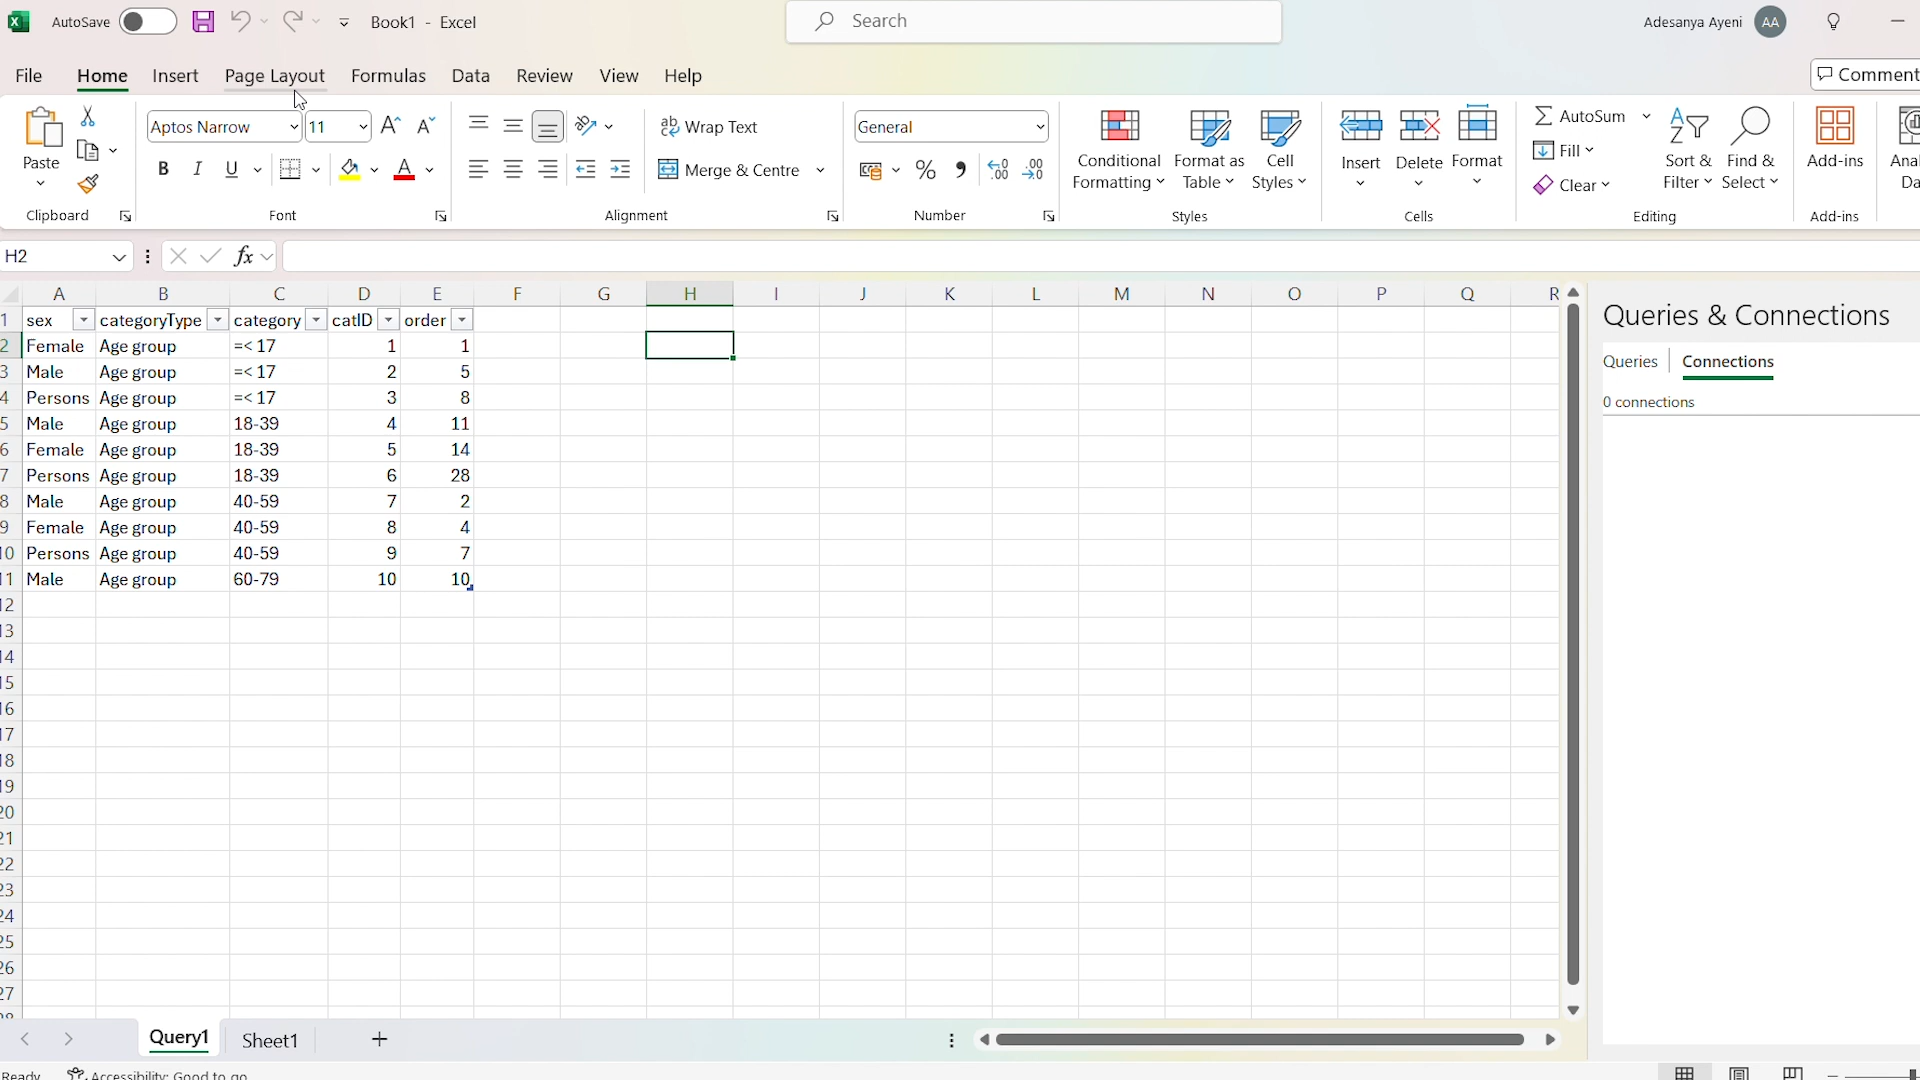 AutoSave Book1 - Excel Search Adesanya Ayeni AA
File Home Insert Page Layout Formulas Data Review View Help Comment
Paste Aptos Narrow 11 Wrap Text General Conditional Formatting Format as Table Cell Styles Insert Delete Format AutoSum Sort & Filter Find & Select Add-ins
B I U Merge & Centre % Fill
Clear
Clipboard Font Alignment Number Styles Cells Editing Add-ins
H2 fx
A B C D E F G H I J K L M N O P Q R
1 sex categoryType category catID order
2 Female Age group =< 17 1 1
3 Male Age group =< 17 2 5
4 Persons Age group =< 17 3 8
5 Male Age group 18-39 4 11
6 Female Age group 18-39 5 14
7 Persons Age group 18-39 6 28
8 Male Age group 40-59 7 2
9 Female Age group 40-59 8 4
10 Persons Age group 40-59 9 7
11 Male Age group 60-79 10 10
12
13
14
15
16
17
18
19
20
21
22
23
24
25
26
27
Queries & Connections
Queries Connections
0 connections
Query1 Sheet1
Ready Accessibility: Good to go